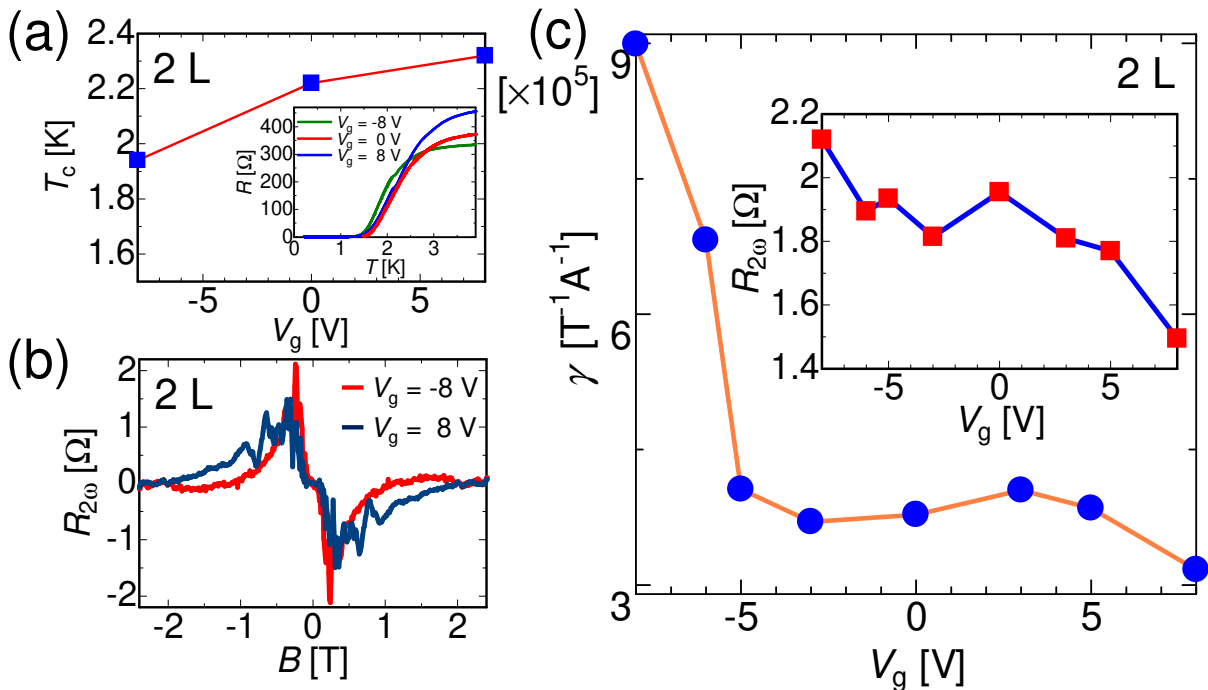 (a)
2.4
2.2
2
1.8
1.6
T_c [K]
2 L
-5
0
5
V_g [V]
400
300
200
100
0
R [Ω]
V_g = -8 V
V_g = 0 V
V_g = 8 V
0
1
2
3
T [K]
(b)
2
1
0
-1
-2
R_2ω [Ω]
2 L
V_g = -8 V
V_g = 8 V
-2
-1
0
1
2
B [T]
(c)
[×10^5]
9
6
3
γ [T^-1A^-1]
2 L
-5
0
5
V_g [V]
2.2
2
1.8
1.6
1.4
R_2ω [Ω]
-5
0
5
V_g [V]